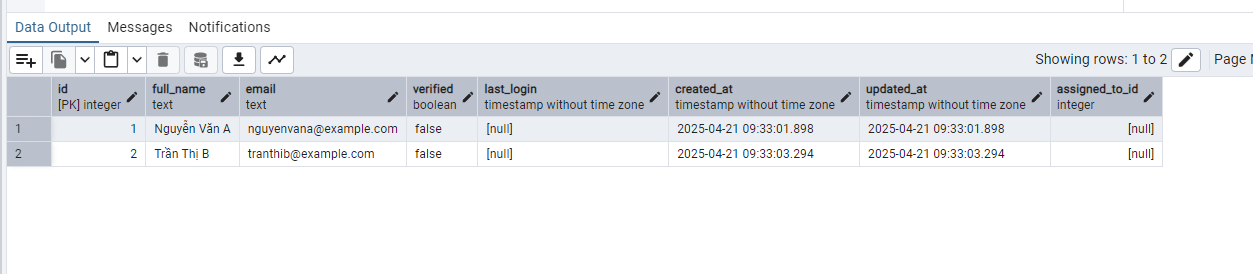 Data Output Messages Notifications
Showing rows: 1 to 2 Page
id full_name email verified last_login created_at updated_at assigned_to_id
[PK] integer text text boolean timestamp without time zone timestamp without time zone timestamp without time zone integer
1 1 Nguyễn Văn A nguyenvana@example.com false [null] 2025-04-21 09:33:01.898 2025-04-21 09:33:01.898 [null]
2 2 Trần Thị B tranthib@example.com false [null] 2025-04-21 09:33:03.294 2025-04-21 09:33:03.294 [null]